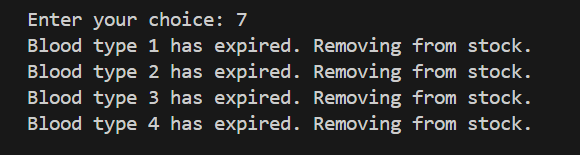 Enter your choice: 7
Blood type 1 has expired. Removing from stock.
Blood type 2 has expired. Removing from stock.
Blood type 3 has expired. Removing from stock.
Blood type 4 has expired. Removing from stock.